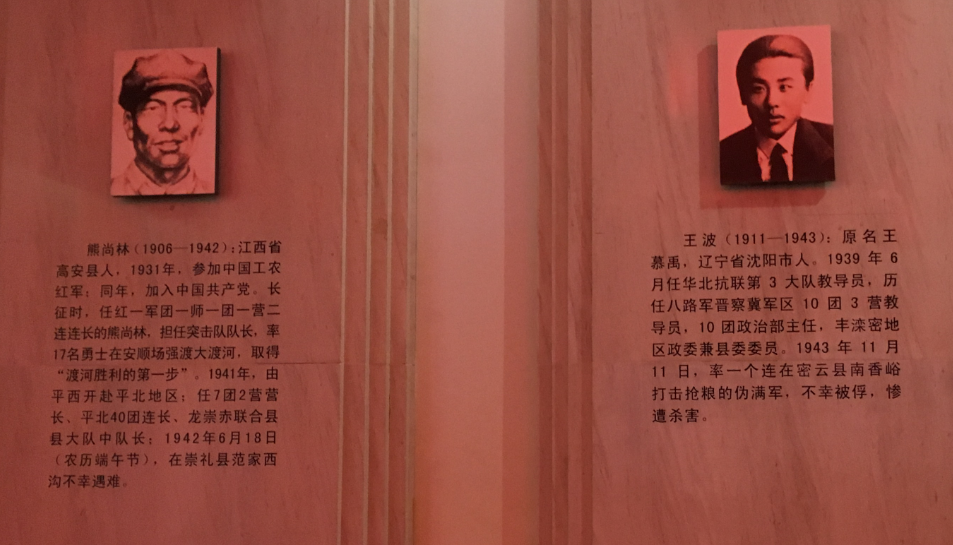 熊尚林（1906—1942）：江西省
高安县人，1931年，参加中国工农
红军；同年，加入中国共产党。长
征时，任红一军团一师一团一营二
连连长的熊尚林，担任突击队队长，率
17名勇士在安顺场强渡大渡河，取得
“渡河胜利的第一步”。1941年，由
平西开赴平北地区；任7团2营营
长、平北40团连长、龙崇赤联合县
县大队中队长；1942年6月18日
（农历端午节），在崇礼县范家西
沟不幸遇难。
王波（1911—1943）：原名王
慕禹，辽宁省沈阳市人。1939 年 6
月任华北抗联第 3 大队教导员，历
任八路军晋察冀军区 10 团 3 营教
导员，10 团政治部主任，丰滦密地
区政委兼县委委员。1943 年 11 月
11 日，率一个连在密云县南香峪
打击抢粮的伪满军，不幸被俘，惨
遭杀害。